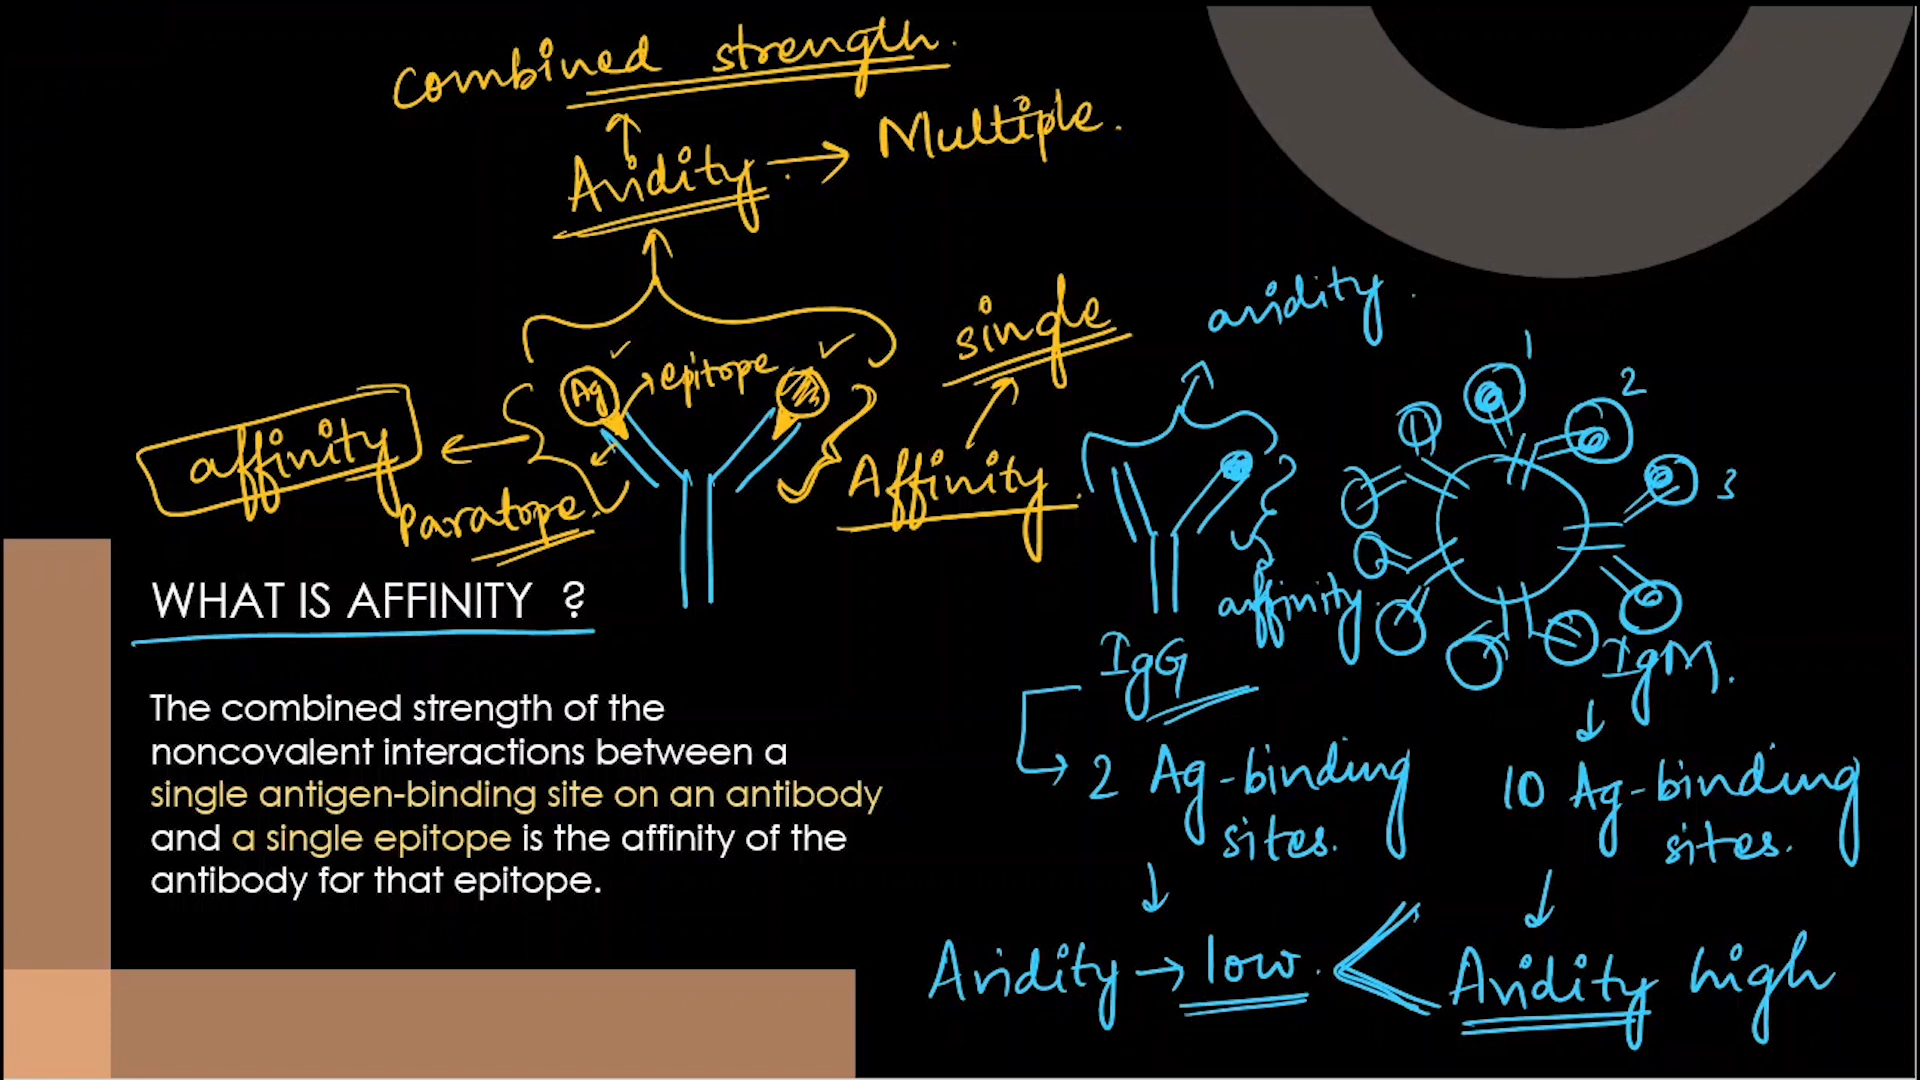 Combined strength.
Avidity. → Multiple.
single
avidity.
Ag
epitope
affinity
Paratope.
Affinity.
1
2
3
affinity.
WHAT IS AFFINITY ?
The combined strength of the
noncovalent interactions between a
single antigen-binding site on an antibody
and a single epitope is the affinity of the
antibody for that epitope.
IgG
2 Ag-binding
sites.
IgM.
10 Ag-binding
sites.
Avidity → low. < Avidity high